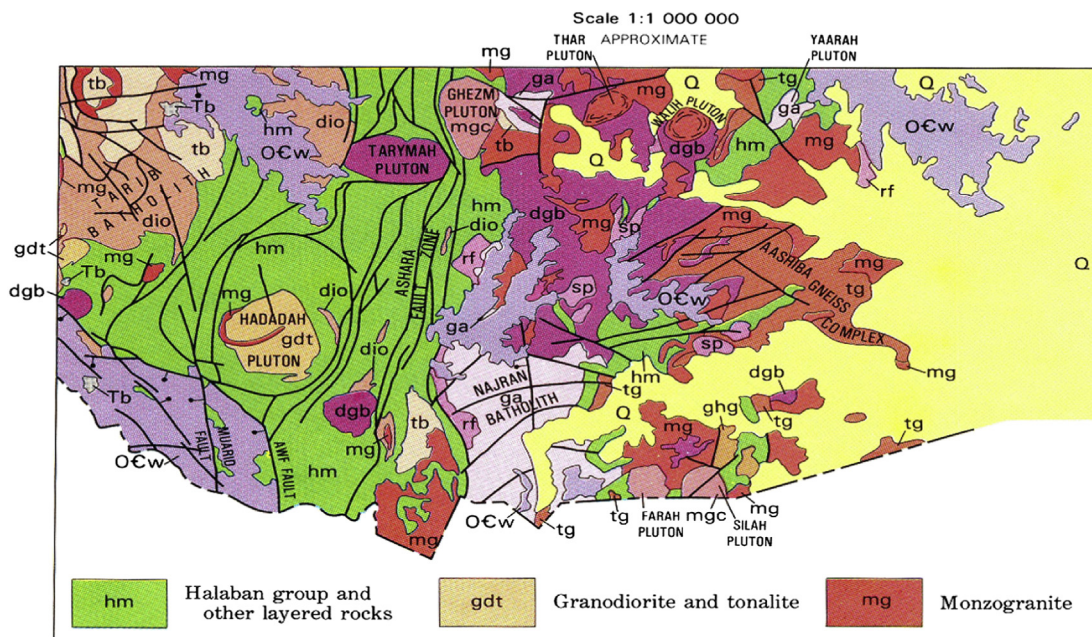 Scale 1:1 000 000
APPROXIMATE
THAR
PLUTON
YAARAH
PLUTON
mg
tb
mg
Tb
hm
O€w
dio
tb
GHEZM
PLUTON
mgc
ga
mg
Q
WALIH PLUTON
tg
ga
Q
O€w
mg
TARYMAH
PLUTON
tb
Q
dgb
hm
rf
mg
TARIB
BATHOLITH
dio
hm
dio
dgb
mg
sp
mg
gdt
Tb
mg
hm
ASHARA
FAULT ZONE
rf
AASHIBA GNEISS
COMPLEX
mg
tg
Q
dgb
mg
HADADAH
gdt
PLUTON
dio
dio
ga
sp
O€w
sp
mg
Tb
MUARID
FAULT
AWF FAULT
O€w
hm
dgb
mg
tb
rf
NAJRAN
ga
BATHOLITH
tg
hm
Q
mg
ghg
dgb
tg
tg
mg
O€w
tg
tg
FARAH
PLUTON
mgc
SILAH
PLUTON
mg
hm
Halaban group and
other layered rocks
gdt
Granodiorite and tonalite
mg
Monzogranite